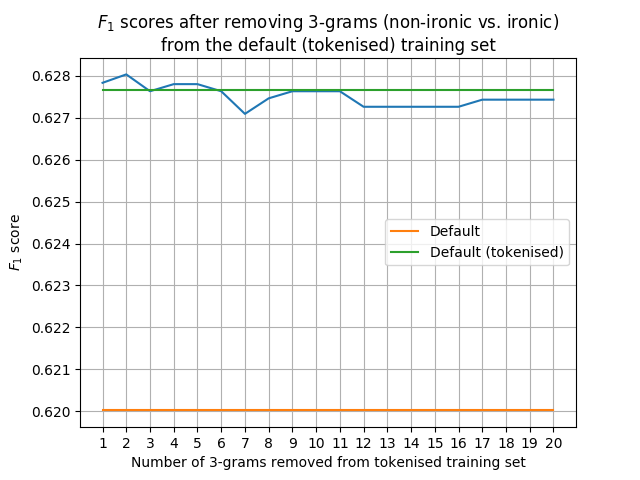 F₁ scores after removing 3-grams (non-ironic vs. ironic)
from the default (tokenised) training set
F₁ score
0.628
0.627
0.626
0.625
0.624
0.623
0.622
0.621
0.620
Default
Default (tokenised)
1 2 3 4 5 6 7 8 9 10 11 12 13 14 15 16 17 18 19 20
Number of 3-grams removed from tokenised training set